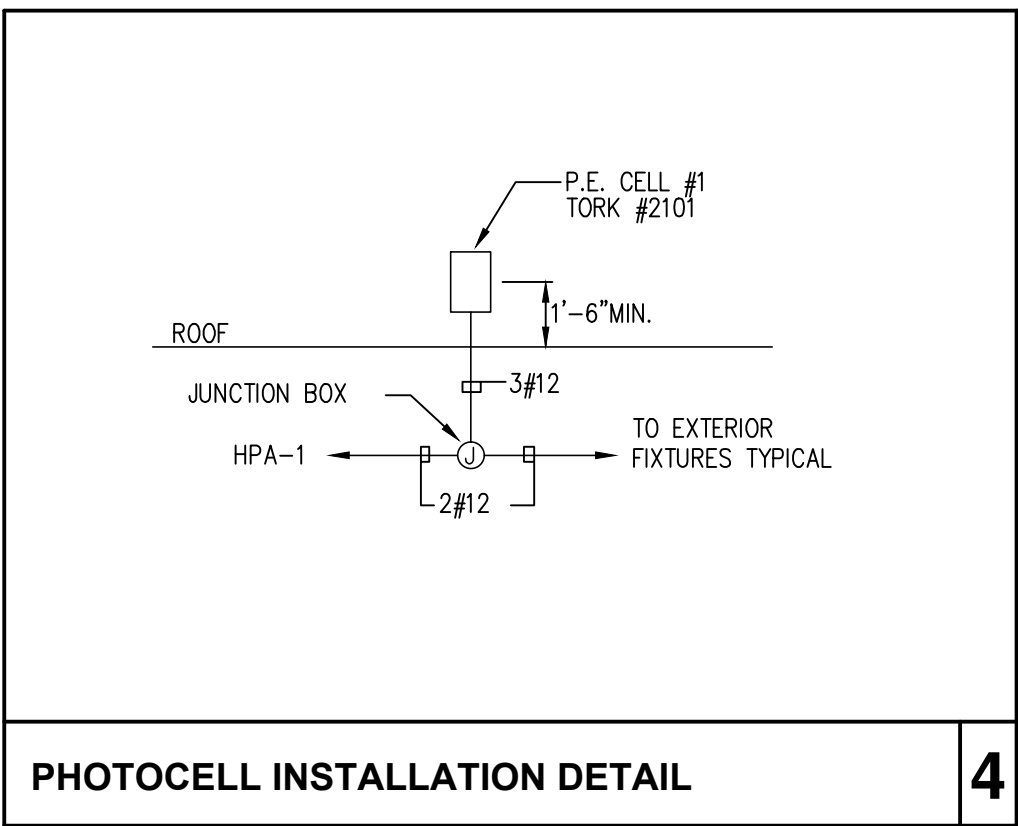 P.E. CELL #1
TORK #2101
1'–6"MIN.
ROOF
3#12
JUNCTION BOX
HPA–1
J
TO EXTERIOR
FIXTURES TYPICAL
2#12
PHOTOCELL INSTALLATION DETAIL
4